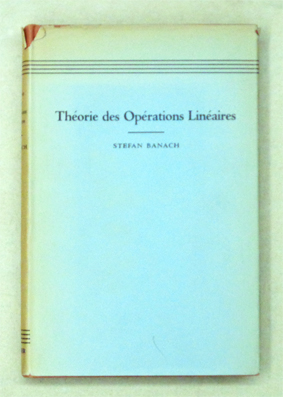 Théorie des Opérations Linéaires
STEFAN BANACH